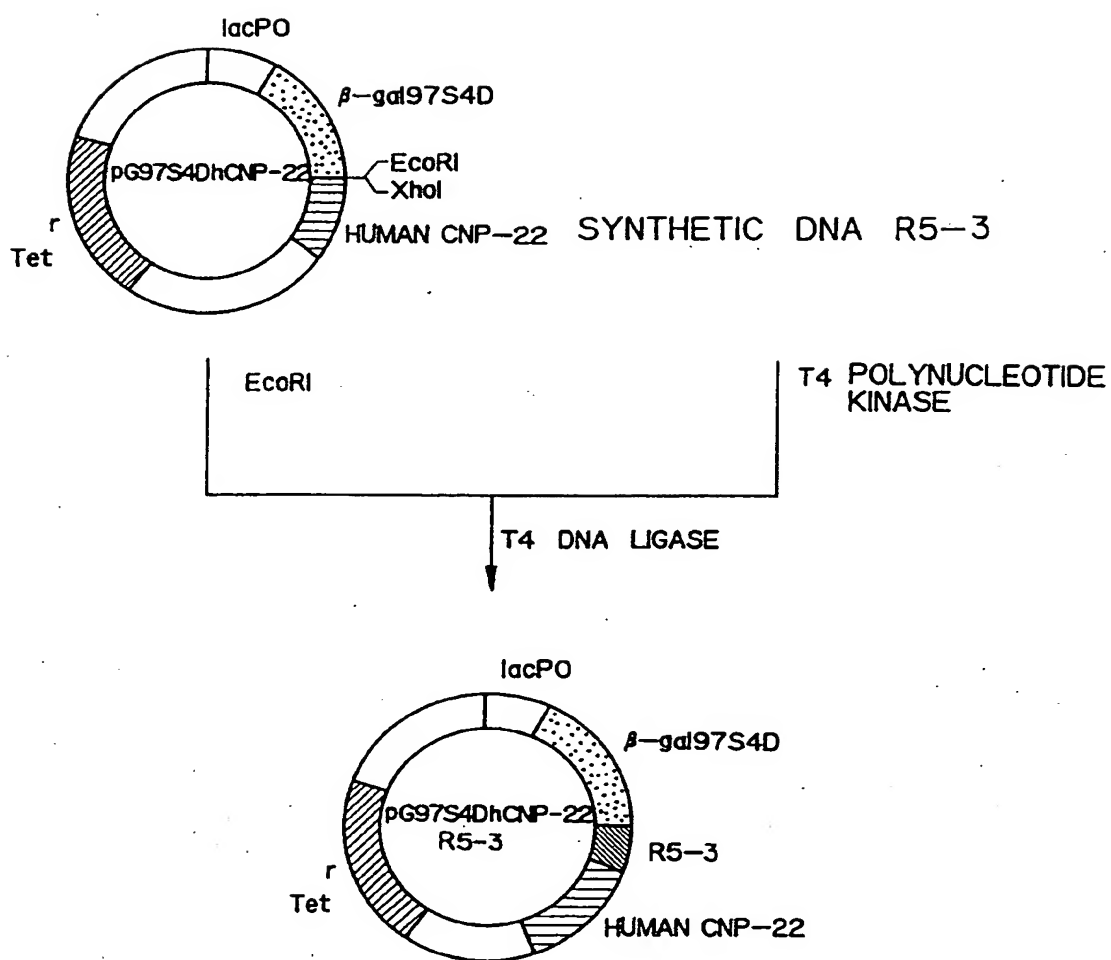 lacPO
β-gal97S4D
pG97S4DhCNP-22
EcoRI
XhoI
HUMAN CNP-22
SYNTHETIC DNA R5-3
r
Tet
EcoRI
T4 POLYNUCLEOTIDE
KINASE
T4 DNA LIGASE
lacPO
β-gal97S4D
pG97S4DhCNP-22
R5-3
R5-3
r
Tet
HUMAN CNP-22